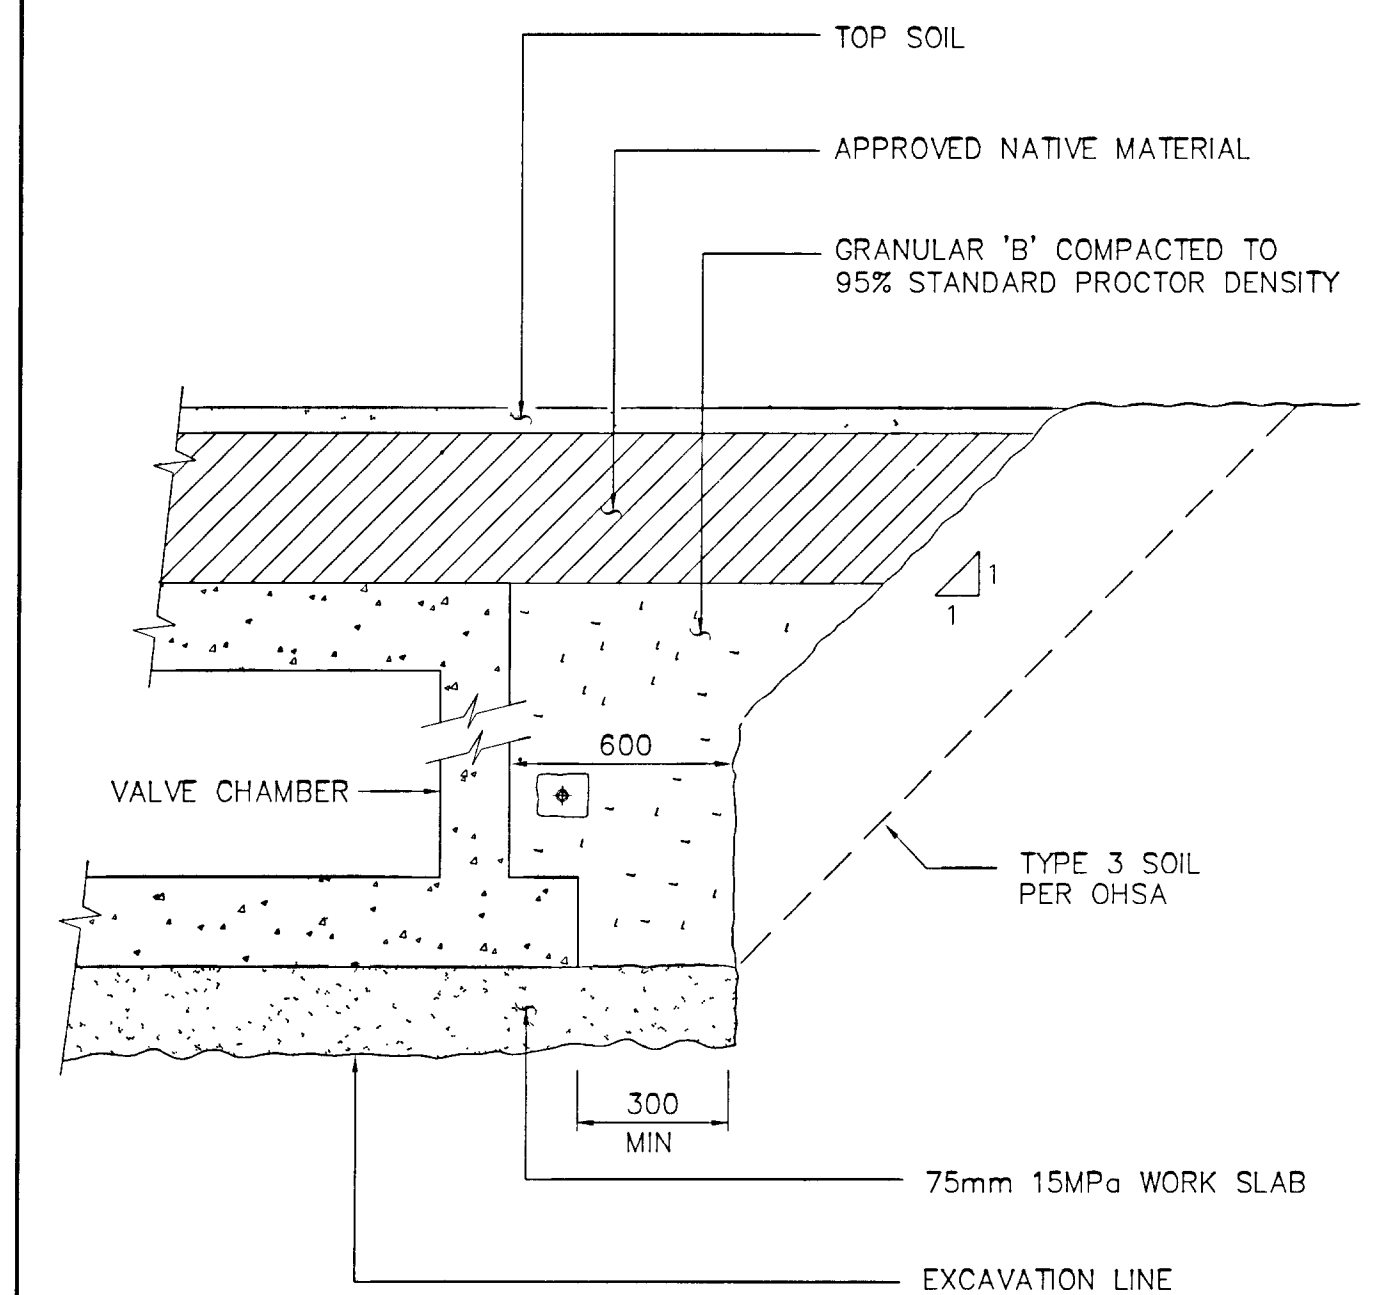 TOP SOIL
APPROVED NATIVE MATERIAL
GRANULAR 'B' COMPACTED TO
95% STANDARD PROCTOR DENSITY
1
1
600
VALVE CHAMBER
TYPE 3 SOIL
PER OHSA
300
MIN
75mm 15MPa WORK SLAB
EXCAVATION LINE